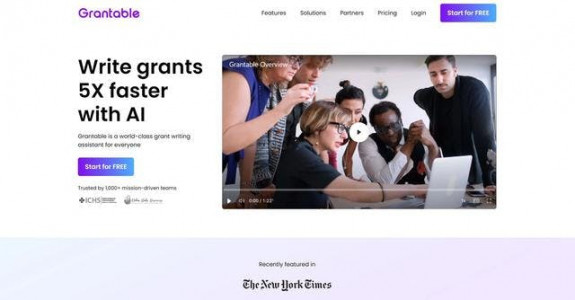 Grantable
Features Solutions Partners Pricing Login Start for FREE
Write grants
5X faster
with AI
Grantable is a world-class grant writing
assistant for everyone
Start for FREE
Trusted by 1,000+ mission-driven teams
ICHS
Grantable Overview
0:00 / 1:22
Recently featured in
The New York Times